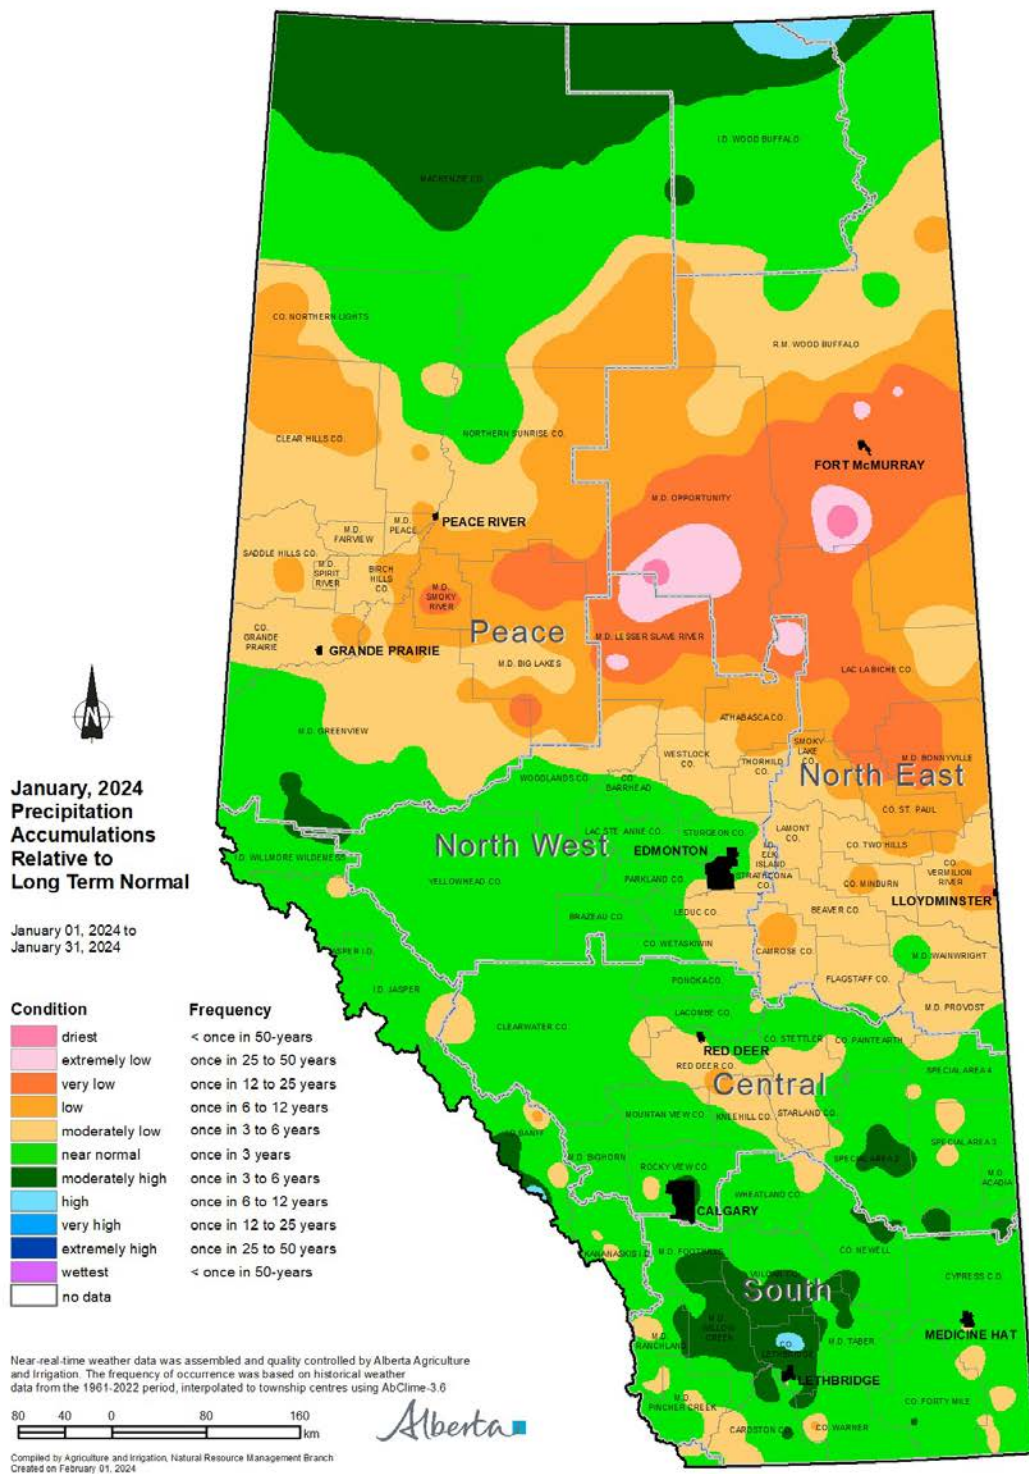 I.D. WOOD BUFFALO
MACKENZIE CO.
CO. NORTHERN LIGHTS
R.M. WOOD BUFFALO
CLEAR HILLS CO.
NORTHERN SUNRISE CO.
FORT McMURRAY
M.D. OPPORTUNITY
PEACE RIVER
M.D.
PEACE
M.D.
FAIRVIEW
SADDLE HILLS CO.
M.D.
SPIRIT
RIVER
BIRCH
HILLS
CO.
M.D.
SMOKY
RIVER
CO.
GRANDE
PRAIRIE
GRANDE PRAIRIE
Peace
M.D. LESSER SLAVE RIVER
M.D. BIG LAKES
LAC LA BICHE CO.
N
M.D. GREENVIEW
ATHABASCA CO.
SMOKY
LAKE
CO.
WESTLOCK
CO.
THORHILD
CO.
M.D. BONNYVILLE
North East
WOODLANDS CO.
CO.
BARRHEAD
CO. ST. PAUL
January, 2024
Precipitation
Accumulations
Relative to
Long Term Normal
January 01, 2024 to
January 31, 2024
North West
LAC STE ANNE CO.
STURGEON CO.
LAMONT
CO.
EDMONTON
ELK
ISLAND
CO. TWO HILLS
I.D. WILLMORE WILDERNESS
YELLOWHEAD CO.
PARKLAND CO.
STRATHCONA
CO.
CO. MINBURN
CO.
VERMILION
RIVER
LLOYDMINSTER
BRAZEAU CO.
LEDUC CO.
BEAVER CO.
CO. WETASKIWIN
CAMROSE CO.
M.D. WAINWRIGHT
JASPER I.D.
FLAGSTAFF CO.
I.D. JASPER
PONOKA CO.
M.D. PROVOST
CLEARWATER CO.
LACOMBE CO.
RED DEER
CO. STETTLER
CO. PAINTEARTH
RED DEER CO.
SPECIAL AREA 4
Central
MOUNTAIN VIEW CO.
KNEEHILL CO.
STARLAND CO.
I.D. BANFF
SPECIAL AREA 3
M.D. BIGHORN
ROCKY VIEW CO.
SPECIAL AREA 2
M.D.
ACADIA
WHEATLAND CO.
CALGARY
KANANASKIS I.D.
M.D. FOOTHILLS
CO. NEWELL
VULCAN CO.
CYPRESS CO.
South
M.D.
WILLOW
CREEK
M.D.
RANCHLAND
CO.
LETHBRIDGE
M.D. TABER
MEDICINE HAT
LETHBRIDGE
M.D.
PINCHER CREEK
CO. FORTY MILE
CARDSTON CO.
CO. WARNER
Condition Frequency
driest < once in 50-years
extremely low once in 25 to 50 years
very low once in 12 to 25 years
low once in 6 to 12 years
moderately low once in 3 to 6 years
near normal once in 3 years
moderately high once in 3 to 6 years
high once in 6 to 12 years
very high once in 12 to 25 years
extremely high once in 25 to 50 years
wettest < once in 50-years
no data
Near-real-time weather data was assembled and quality controlled by Alberta Agriculture
and Irrigation. The frequency of occurrence was based on historical weather
data from the 1961-2022 period, interpolated to township centres using AbClime-3.6
80 40 0 80 160
km
Alberta
Compiled by Agriculture and Irrigation, Natural Resource Management Branch
Created on February 01, 2024